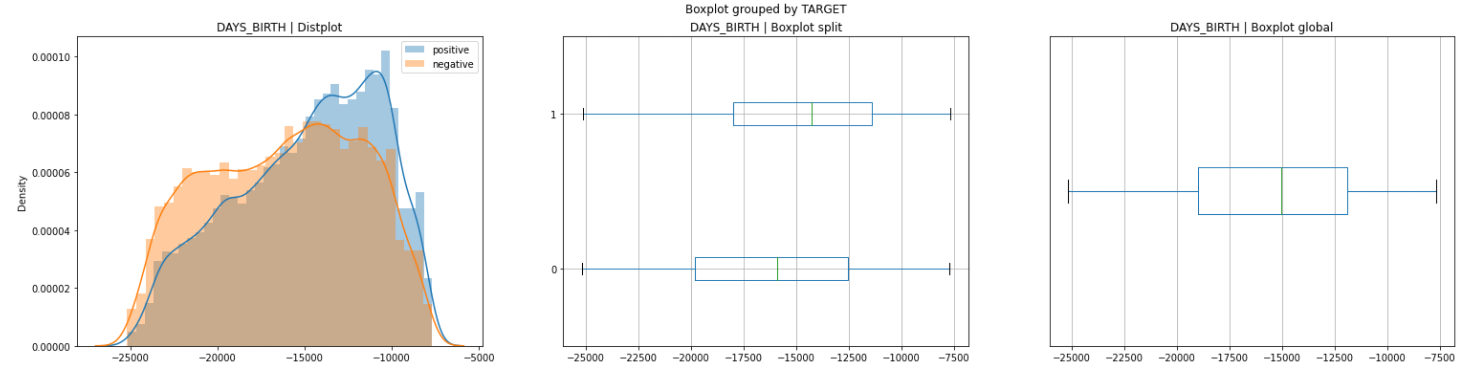 Boxplot grouped by TARGET
DAYS_BIRTH | Distplot
positive
negative
Density
0.00010
0.00008
0.00006
0.00004
0.00002
0.00000
−25000 −20000 −15000 −10000 −5000
DAYS_BIRTH | Boxplot split
1
0
−25000 −22500 −20000 −17500 −15000 −12500 −10000 −7500
DAYS_BIRTH | Boxplot global
−25000 −22500 −20000 −17500 −15000 −12500 −10000 −7500